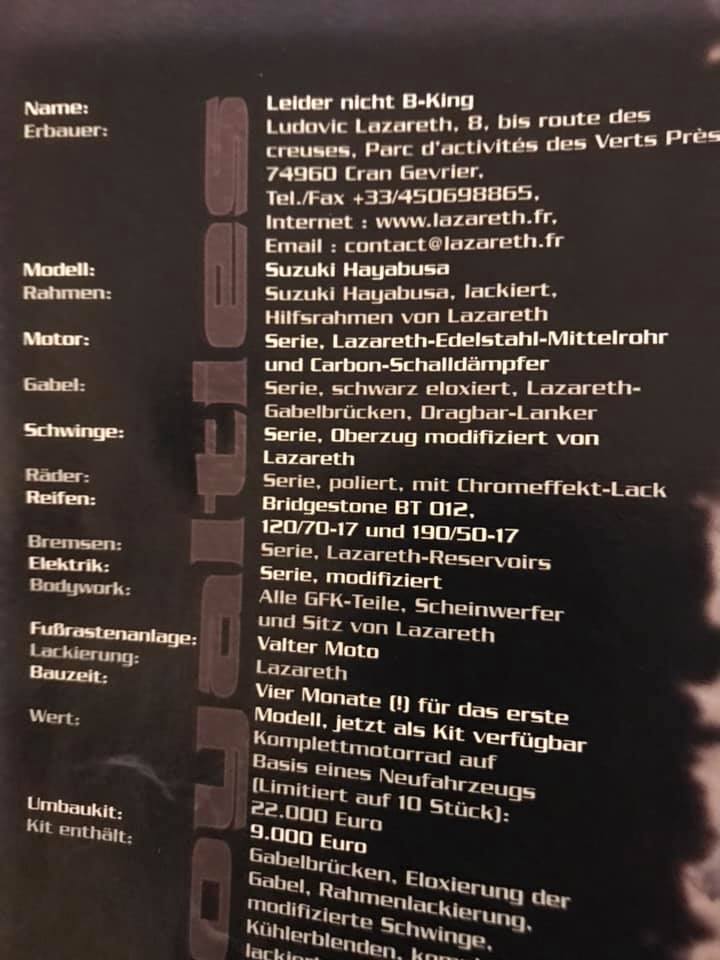 Name: Leider nicht B-King
Erbauer: Ludovic Lazareth, 8, bis route des
creuses, Parc d'activités des Verts Près
74960 Cran Gevrier,
Tel./Fax +33/450698865,
Internet : www.lazareth.fr,
Email : contact@lazareth.fr
Modell: Suzuki Hayabusa
Rahmen: Suzuki Hayabusa, lackiert,
Hilfsrahmen von Lazareth
Motor: Serie, Lazareth-Edelstahl-Mittelrohr
und Carbon-Schalldämpfer
Gabel: Serie, schwarz eloxiert, Lazareth-
Gabelbrücken, Dragbar-Lanker
Schwinge: Serie, Oberzug modifiziert von
Lazareth
Räder: Serie, poliert, mit Chromeffekt-Lack
Reifen: Bridgestone BT 012,
120/70-17 und 190/50-17
Bremsen: Serie, Lazareth-Reservoirs
Elektrik: Serie, modifiziert
Bodywork: Alle GFK-Teile, Scheinwerfer
und Sitz von Lazareth
Fußrastenanlage: Valter Moto
Lackierung: Lazareth
Bauzeit: Vier Monate (!) für das erste
Modell, jetzt als Kit verfügbar
Wert: Komplettmotorrad auf
Basis eines Neufahrzeugs
(Limitiert auf 10 Stück):
22.000 Euro
Umbaukit: 9.000 Euro
Kit enthält: Gabelbrücken, Eloxierung der
Gabel, Rahmenlackierung,
modifizierte Schwinge,
Kühlerblenden,